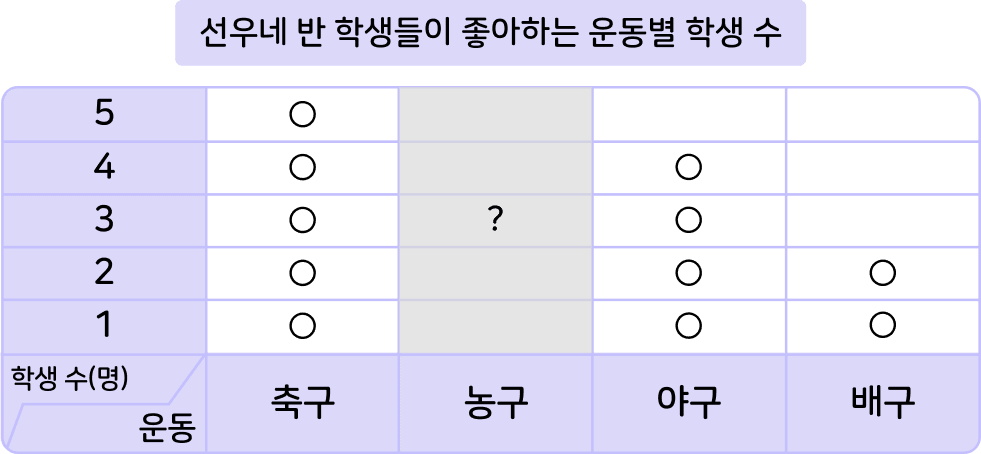 선우네 반 학생들이 좋아하는 운동별 학생 수
5 ○
4 ○ ○
3 ○ ? ○
2 ○ ○ ○
1 ○ ○ ○
학생 수(명)
운동
축구 농구 야구 배구